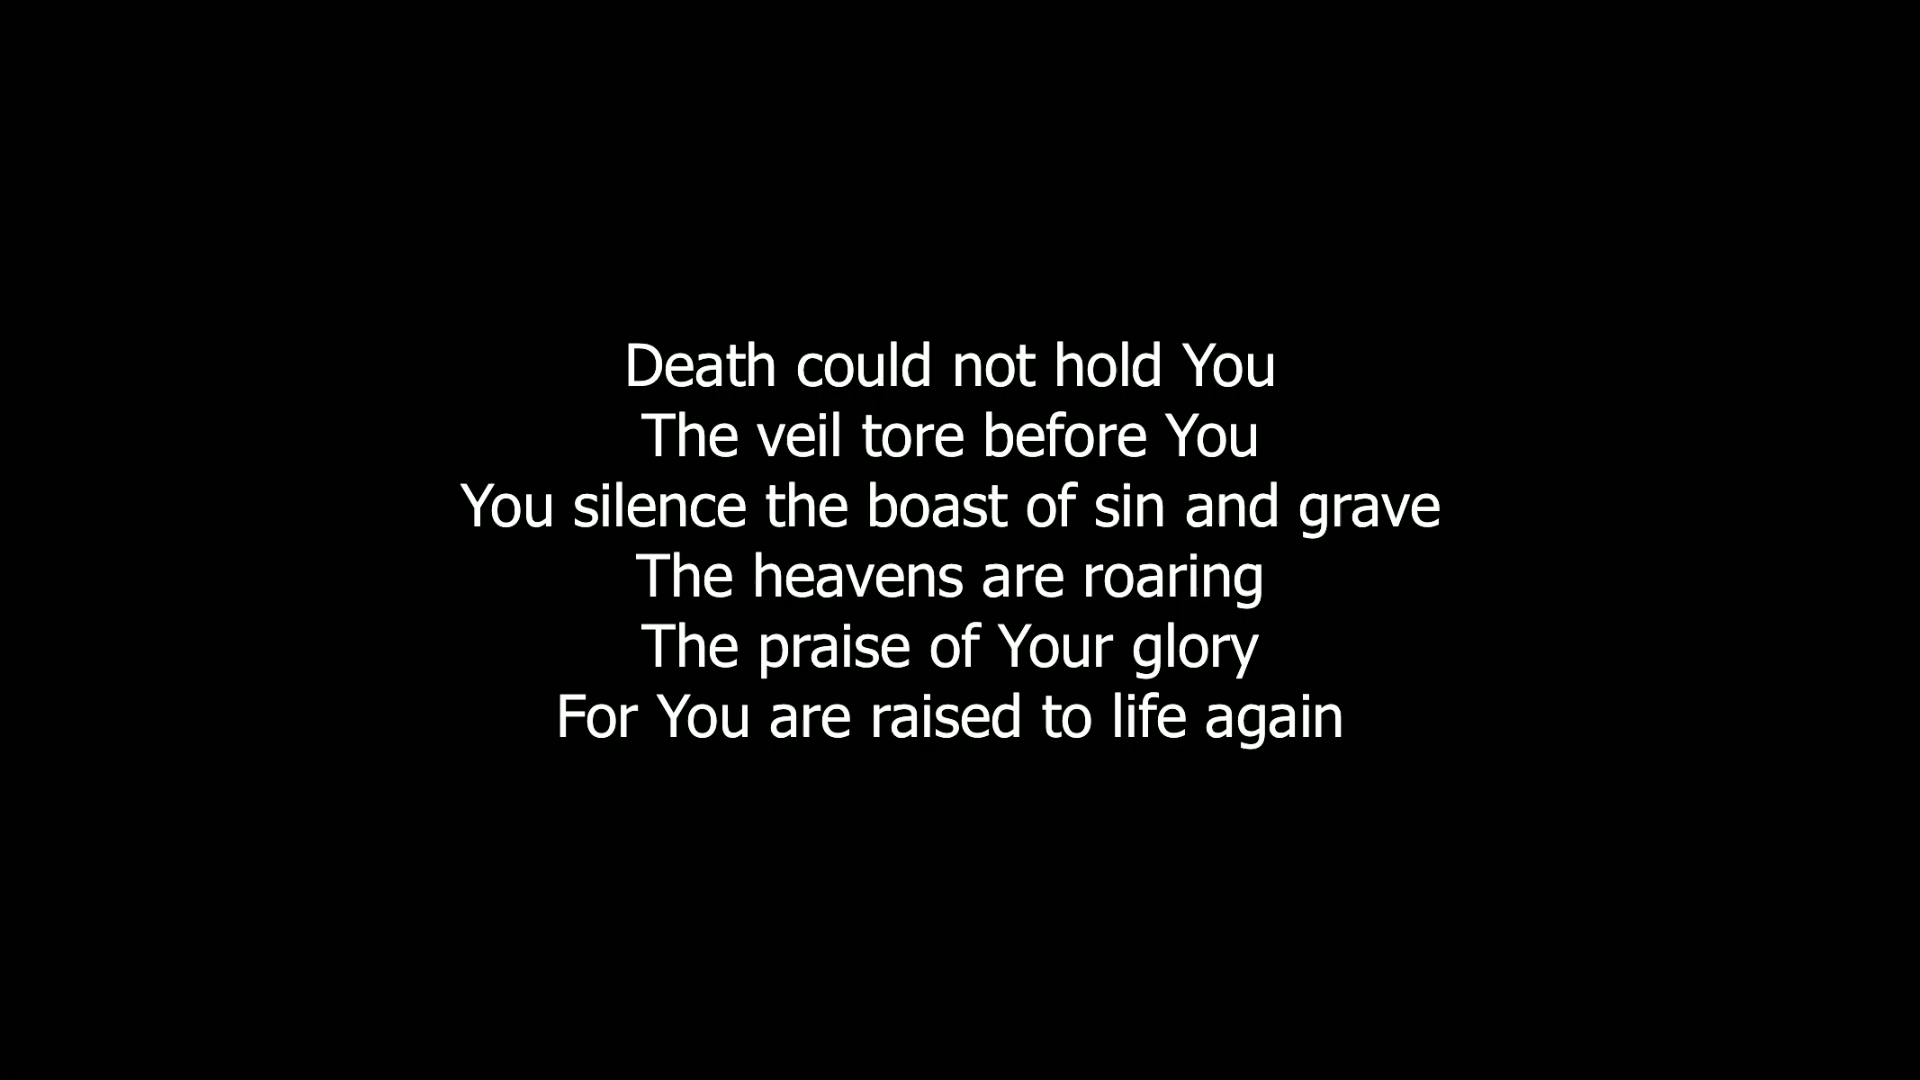 Death could not hold You
The veil tore before You
You silence the boast of sin and grave
The heavens are roaring
The praise of Your glory
For You are raised to life again